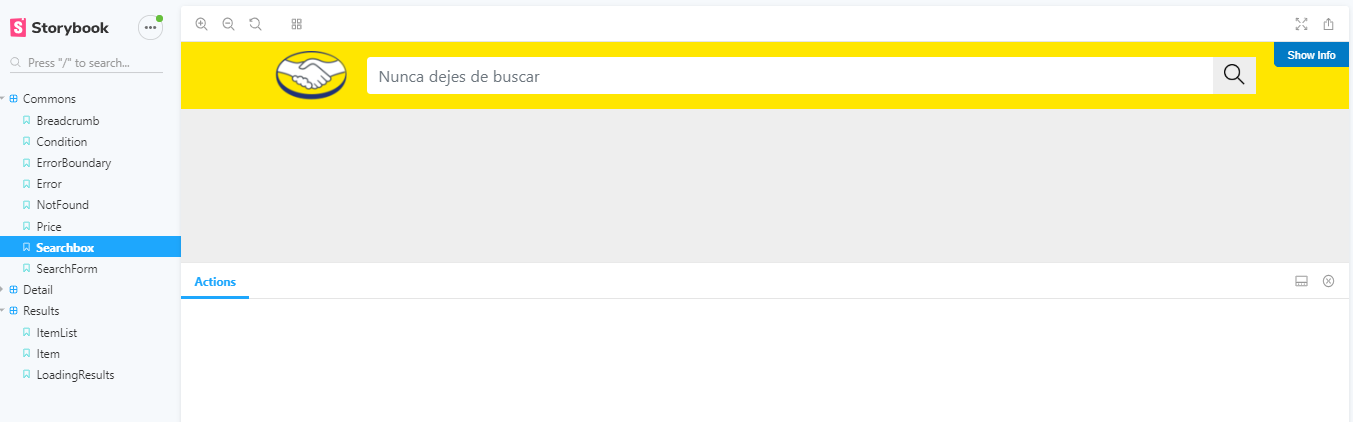 Storybook
Press "/" to search...
Commons
Breadcrumb
Condition
ErrorBoundary
Error
NotFound
Price
Searchbox
SearchForm
Detail
Results
ItemList
Item
LoadingResults
Show Info
Nunca dejes de buscar
Actions